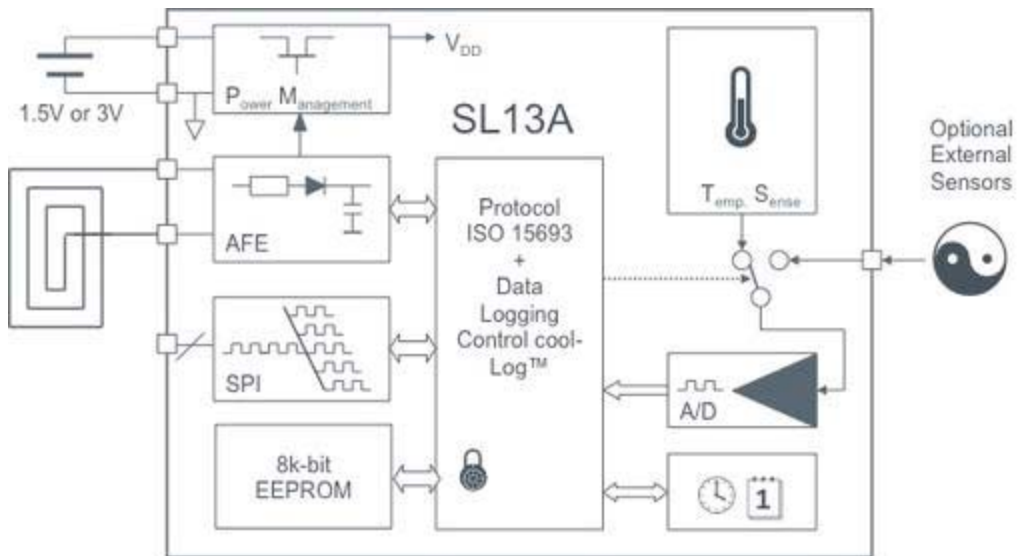 V_DD
Power Management
1.5V or 3V
SL13A
Optional
External
Sensors
Temp. Sense
Protocol
ISO 15693
+
Data
Logging
Control cool-
Log™
AFE
SPI
A/D
8k-bit
EEPROM
1